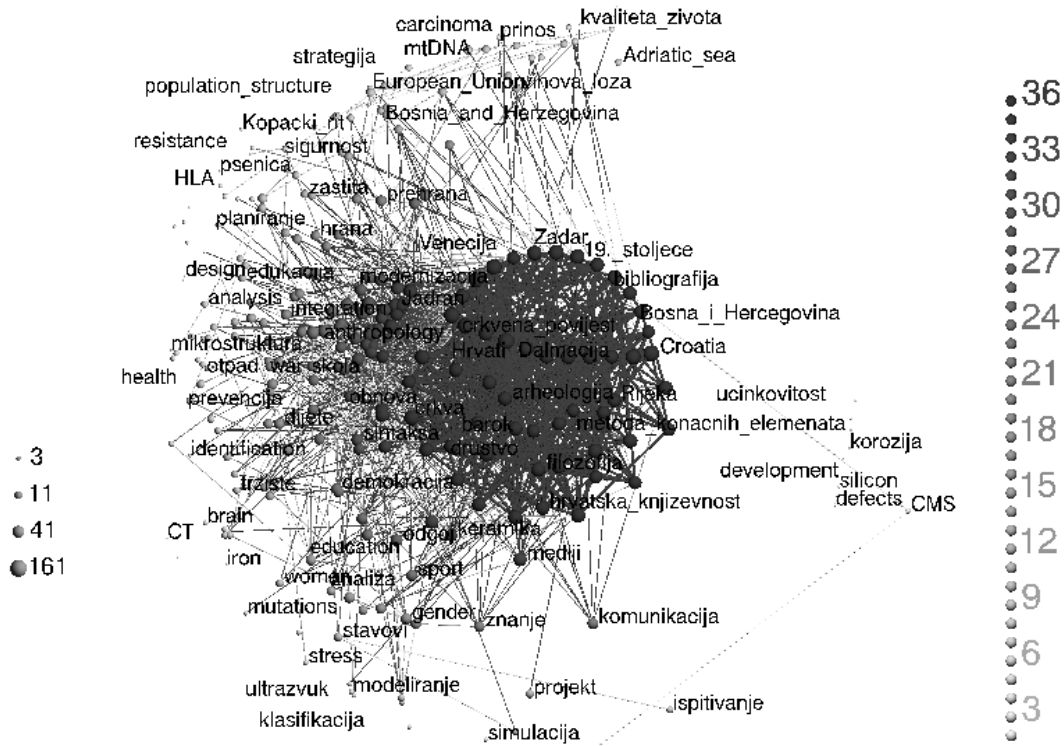 carcinoma
prinos
kvaliteta_zivota
mtDNA
Adriatic_sea
strategija
European_Union
vinova_loza
population_structure
Bosnia_and_Herzegovina
36
Kopacki_rit
resistance
sigurnost
33
psenica
HLA
zastita
prehrana
30
planiranje
hrana
Venecija
Zadar
19._stoljece
27
design
edukacija
modernizacija
bibliografija
analysis
integration
Jadran
Bosna_i_Hercegovina
24
anthropology
crkvena_povijest
mikrostruktura
Hrvati
Dalmacija
Croatia
otpad
war
skola
health
21
prevencija
obnova
arheologija
Rijeka
ucinkovitost
dijete
crkva
barok
metoda_konacnih_elemenata
18
identification
simaksa
drustvo
korozija
3
filozofija
development
trziste
demokracija
silicon
15
11
hrvatska_knjizevnost
defects
CMS
brain
41
CT
odgoj
keramika
12
education
iron
mediji
161
women
analiza
sport
9
mutations
gender
znanje
komunikacija
stavovi
6
stress
ultrazvuk
modeliranje
projekt
3
ispitivanje
klasifikacija
simulacija